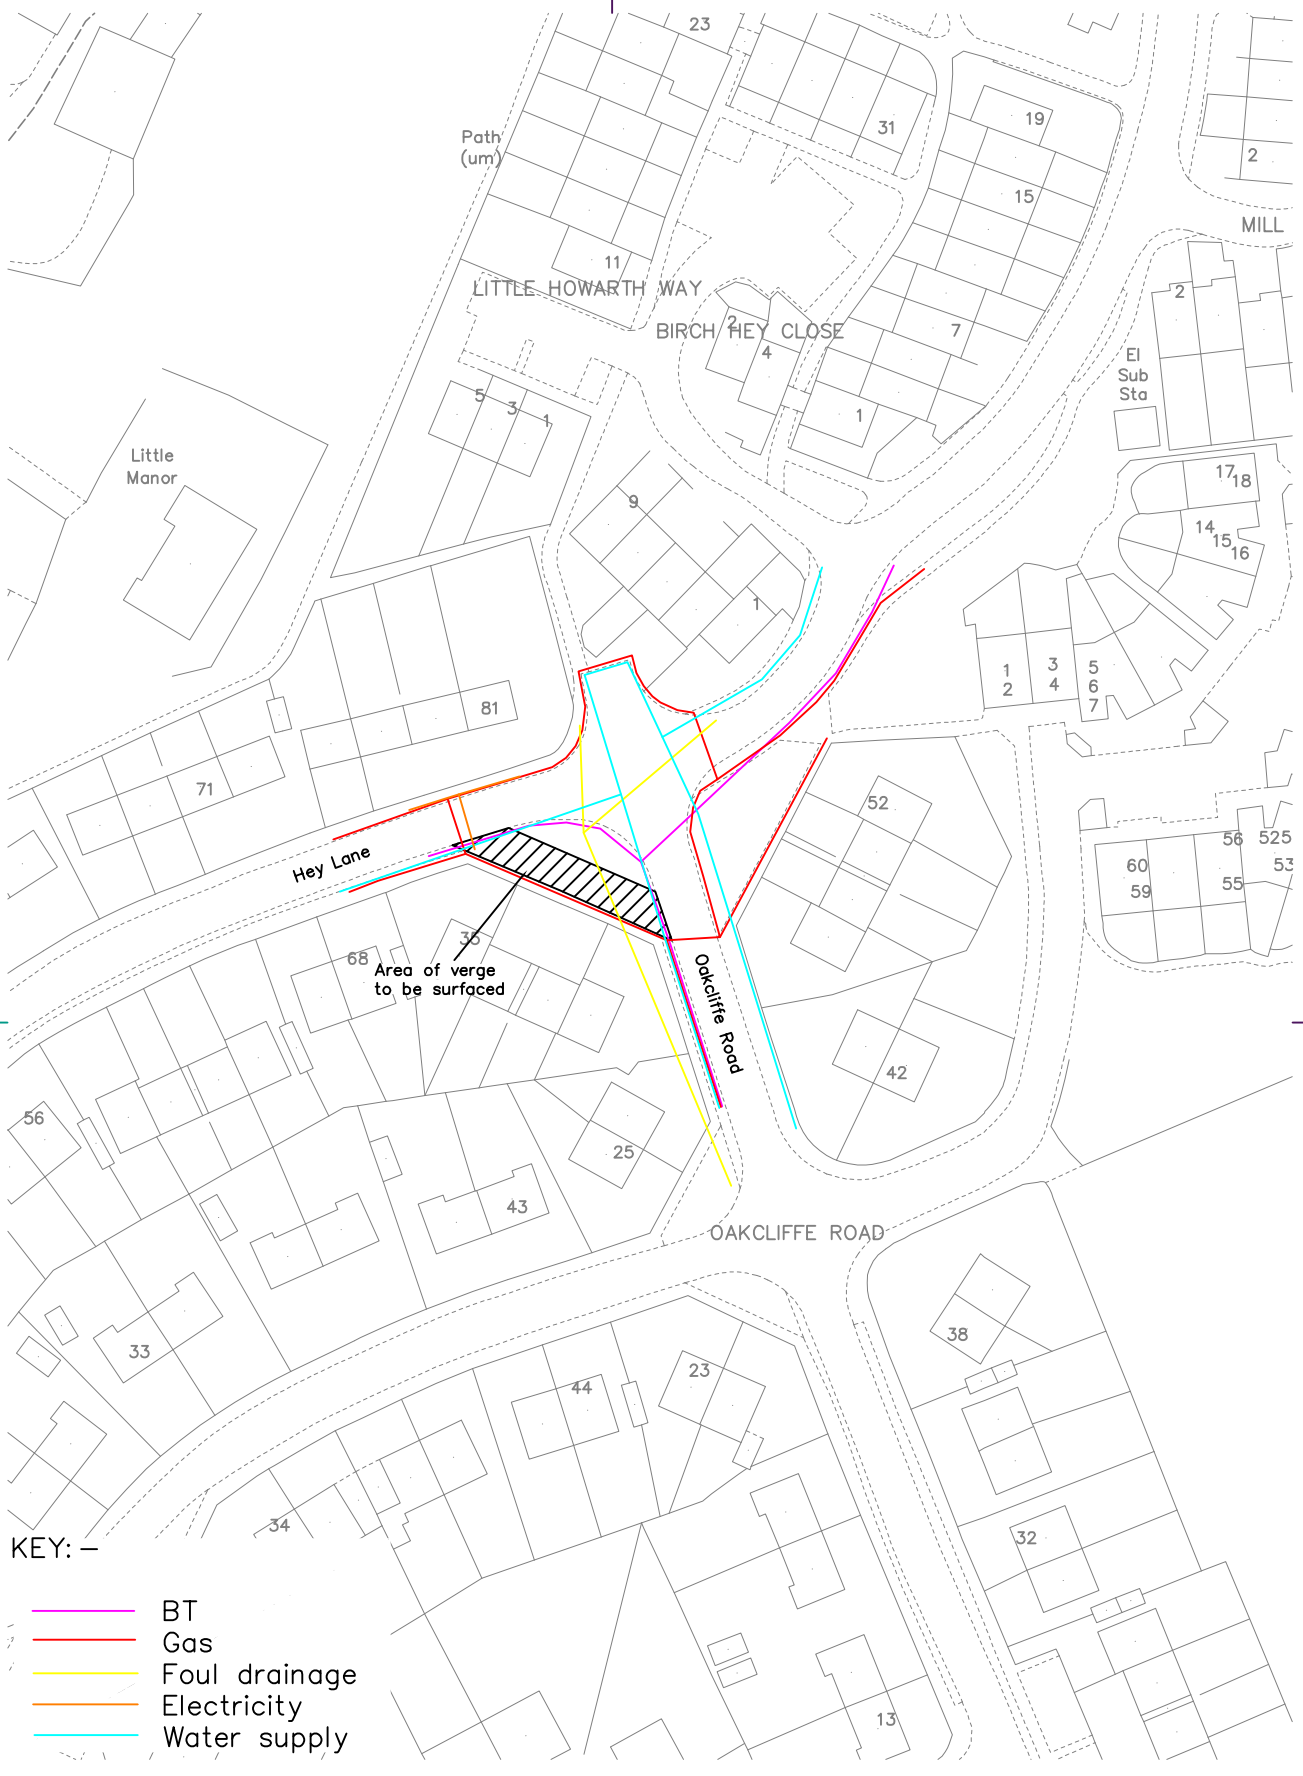 23
31
19
2
Path
(um)
15
MILL
11
LITTLE HOWARTH WAY
2
2
BIRCH HEY CLOSE
7
4
El
Sub
Sta
5
3
1
1
Little
Manor
17
18
9
14
15
16
1
1
2
3
4
5
6
7
81
71
52
Hey Lane
56
525
60
53
59
55
35
68
Area of verge
to be surfaced
Oakcliffe Road
42
56
25
43
OAKCLIFFE ROAD
38
33
23
44
34
32
KEY: –
BT
Gas
Foul drainage
Electricity
Water supply
13